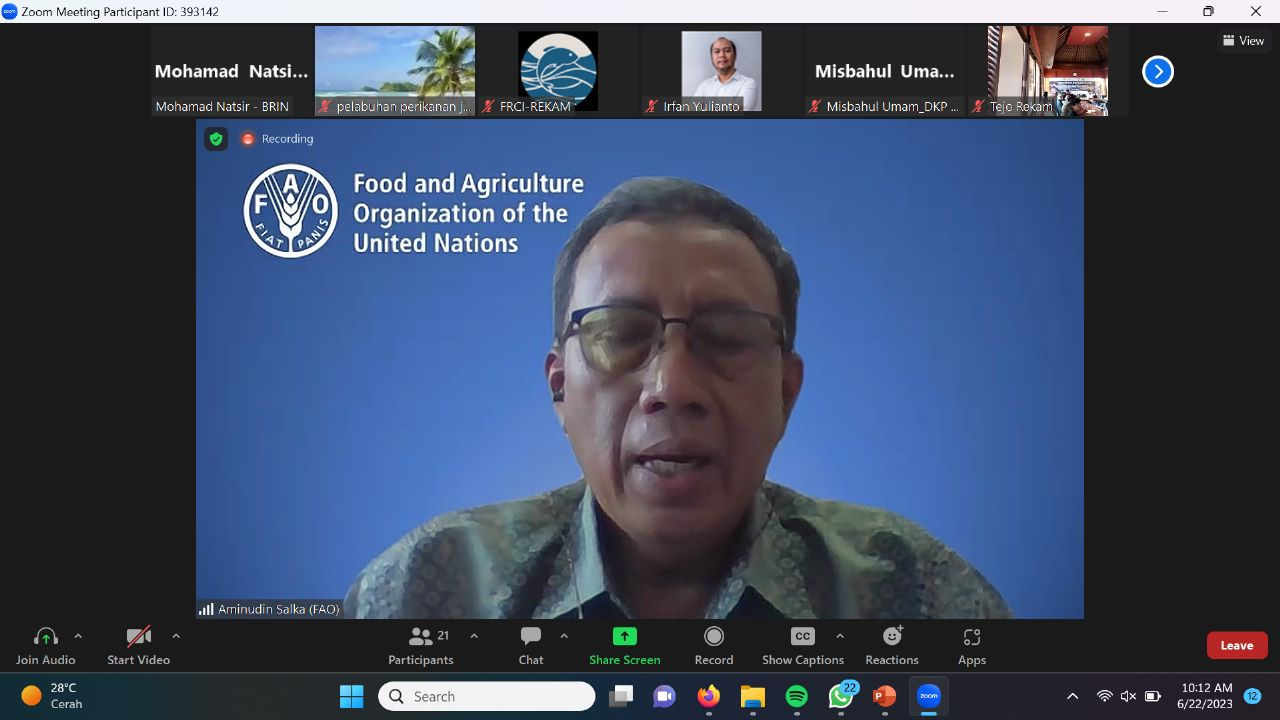 Zoom Meeting Participant ID: 393142
Mohamad Natsi...
Misbahul Uma...
View
Mohamad Natsir - BRIN
pelabuhan perikanan j...
FRCI-REKAM
Irfan Yulianto
Misbahul Umam_DKP ...
Tejo Rekam
Recording
FAO
FIAT PANIS
Food and Agriculture
Organization of the
United Nations
Aminudin Salka (FAO)
Join Audio
Start Video
21
Participants
Chat
Share Screen
Record
CC
Show Captions
Reactions
Apps
Leave
28°C
Cerah
Search
22
P
zoom
10:12 AM
6/22/2023
12